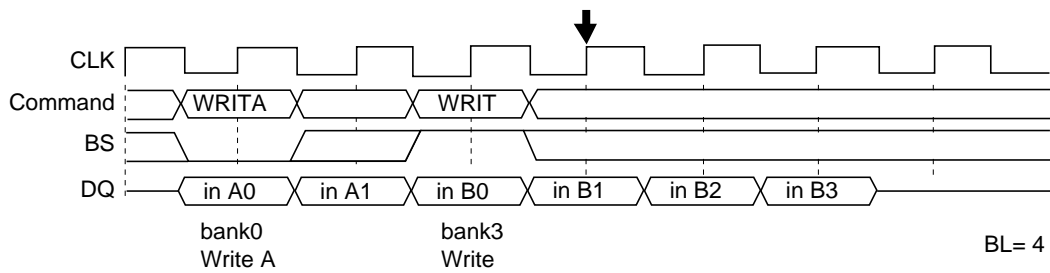 CLK
Command WRITA WRIT
BS
DQ in A0 in A1 in B0 in B1 in B2 in B3
bank0 bank3
Write A Write
BL= 4